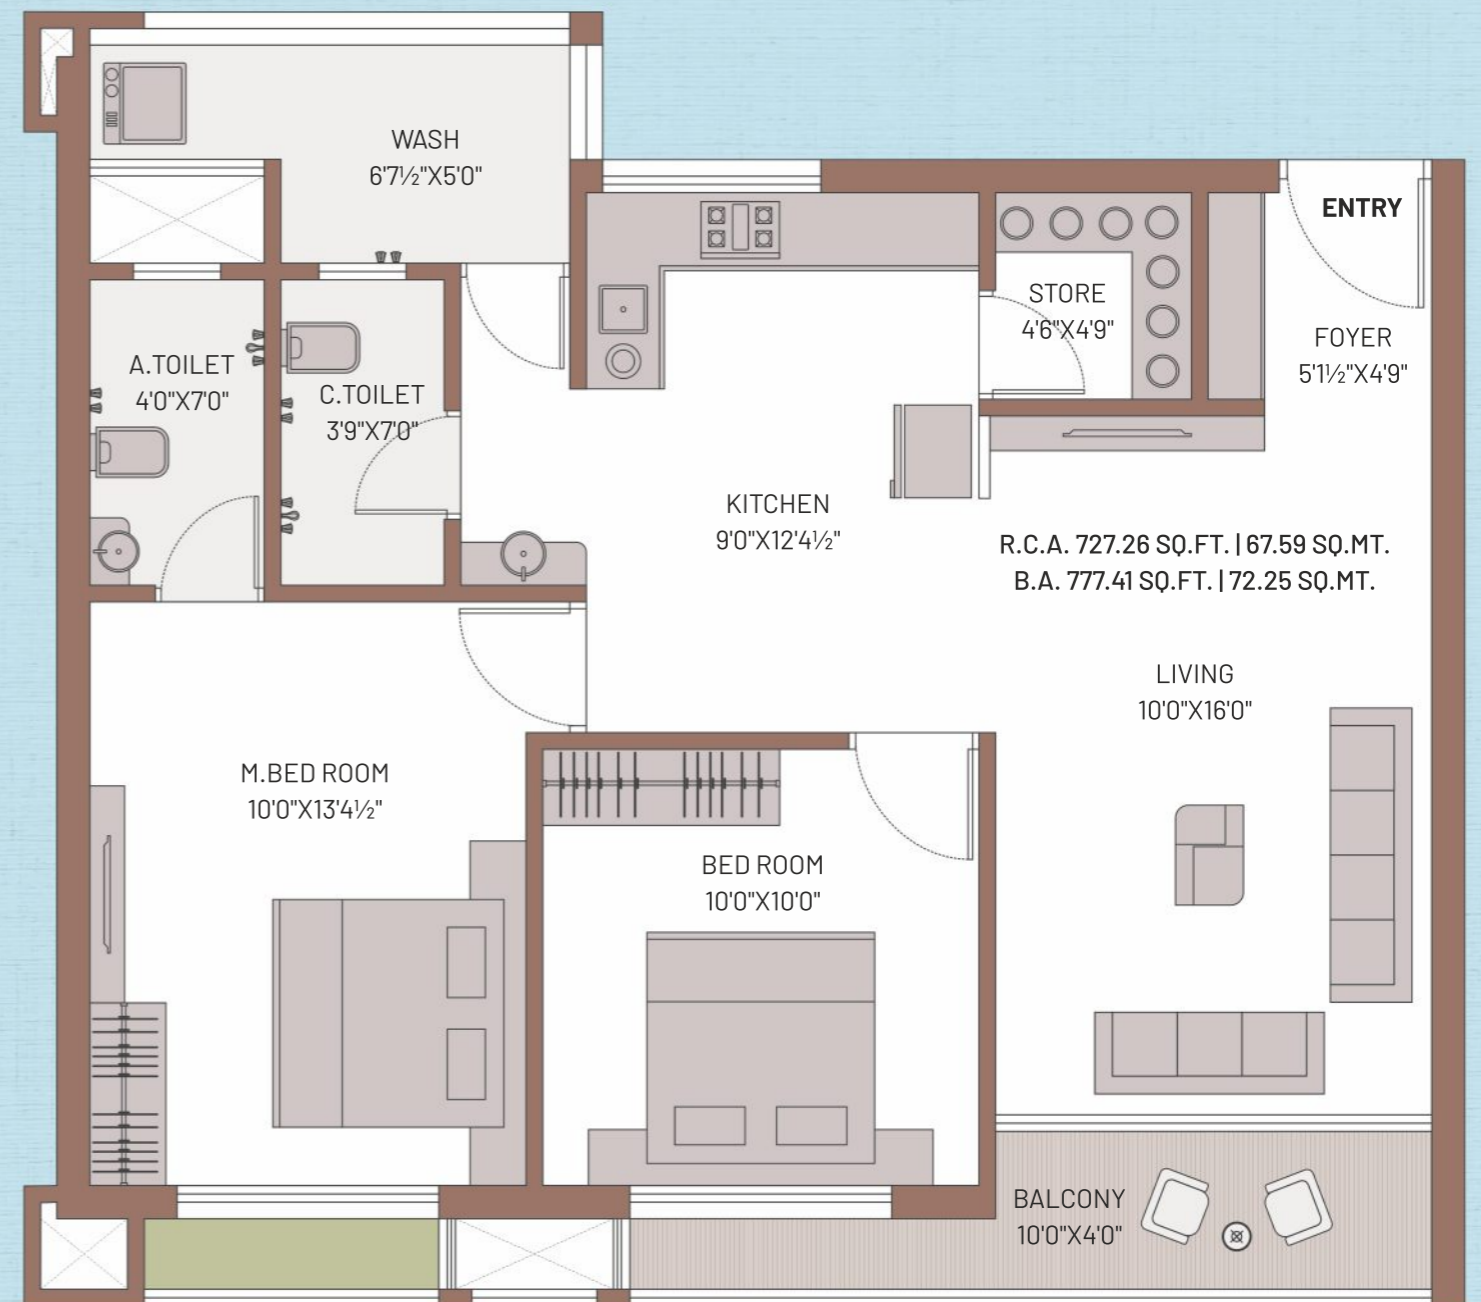 WASH
6'7½"X5'0"
ENTRY
STORE
4'6"X4'9"
FOYER
5'1½"X4'9"
A.TOILET
4'0"X7'0"
C.TOILET
3'9"X7'0"
KITCHEN
9'0"X12'4½"
R.C.A. 727.26 SQ.FT. | 67.59 SQ.MT.
B.A. 777.41 SQ.FT. | 72.25 SQ.MT.
LIVING
10'0"X16'0"
M.BED ROOM
10'0"X13'4½"
BED ROOM
10'0"X10'0"
BALCONY
10'0"X4'0"